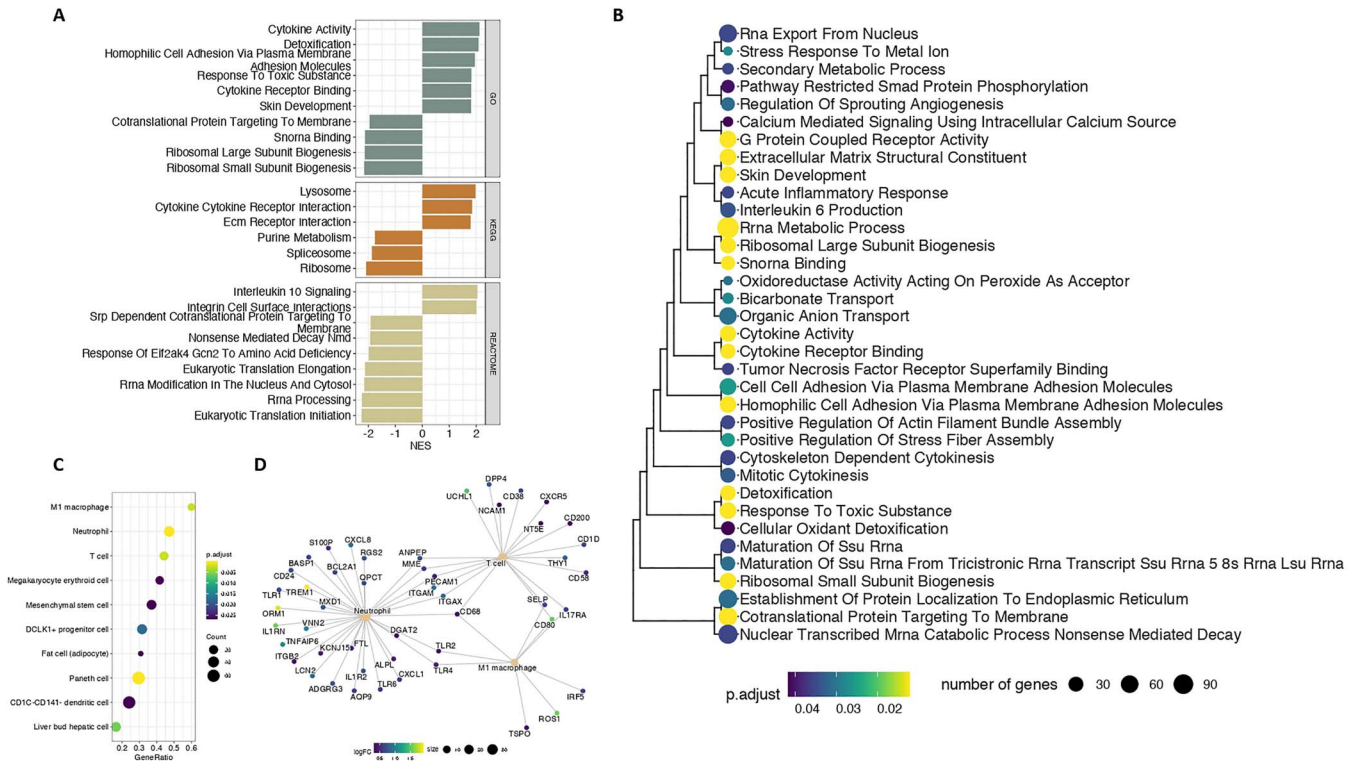 A
Cytokine Activity
Detoxification
Homophilic Cell Adhesion Via Plasma Membrane
Adhesion Molecules
Response To Toxic Substance
Cytokine Receptor Binding
Skin Development
Cotranslational Protein Targeting To Membrane
Snorna Binding
Ribosomal Large Subunit Biogenesis
Ribosomal Small Subunit Biogenesis
GO
Lysosome
Cytokine Cytokine Receptor Interaction
Ecm Receptor Interaction
Purine Metabolism
Spliceosome
Ribosome
KEGG
Interleukin 10 Signaling
Integrin Cell Surface Interactions
Srp Dependent Cotranslational Protein Targeting To
Membrane
Nonsense Mediated Decay Nmd
Response Of Eif2ak4 Gcn2 To Amino Acid Deficiency
Eukaryotic Translation Elongation
Rrna Modification In The Nucleus And Cytosol
Rrna Processing
Eukaryotic Translation Initiation
REACTOME
-2 -1 0 1 2
NES
B
Rna Export From Nucleus
Stress Response To Metal Ion
Secondary Metabolic Process
Pathway Restricted Smad Protein Phosphorylation
Regulation Of Sprouting Angiogenesis
Calcium Mediated Signaling Using Intracellular Calcium Source
G Protein Coupled Receptor Activity
Extracellular Matrix Structural Constituent
Skin Development
Acute Inflammatory Response
Interleukin 6 Production
Rrna Metabolic Process
Ribosomal Large Subunit Biogenesis
Snorna Binding
Oxidoreductase Activity Acting On Peroxide As Acceptor
Bicarbonate Transport
Organic Anion Transport
Cytokine Activity
Cytokine Receptor Binding
Tumor Necrosis Factor Receptor Superfamily Binding
Cell Cell Adhesion Via Plasma Membrane Adhesion Molecules
Homophilic Cell Adhesion Via Plasma Membrane Adhesion Molecules
Positive Regulation Of Actin Filament Bundle Assembly
Positive Regulation Of Stress Fiber Assembly
Cytoskeleton Dependent Cytokinesis
Mitotic Cytokinesis
Detoxification
Response To Toxic Substance
Cellular Oxidant Detoxification
Maturation Of Ssu Rrna
Maturation Of Ssu Rrna From Tricistronic Rrna Transcript Ssu Rrna 5 8s Rrna Lsu Rrna
Ribosomal Small Subunit Biogenesis
Establishment Of Protein Localization To Endoplasmic Reticulum
Cotranslational Protein Targeting To Membrane
Nuclear Transcribed Mrna Catabolic Process Nonsense Mediated Decay
p.adjust
0.04 0.03 0.02
number of genes 30 60 90
C
M1 macrophage
Neutrophil
T cell
Megakaryocyte erythroid cell
Mesenchymal stem cell
DCLK1+ progenitor cell
Fat cell (adipocyte)
Paneth cell
CD1C-CD141- dendritic cell
Liver bud hepatic cell
0.2 0.3 0.4 0.5 0.6
GeneRatio
p.adjust
Count
D
DPP4
UCHL1
CD38
CXCR5
NCAM1
NT5E
CD200
CD1D
THY1
CD58
T cell
S100P
CXCL8
RGS2
BASP1
BCL2A1
CD24
OPCT
TLR1
TREM1
MXD1
ORM1
Neutrophil
IL1RN
VNN2
TNFAIP6
KCNJ15
FTL
ITGB2
LCN2
ADGRG3
IL1R2
AQP9
ALPL
TLR6
CXCL1
DGAT2
ANPEP
MME
PECAM1
ITGAM
ITGAX
CD68
TLR2
TLR4
SELP
IL17RA
CD80
M1 macrophage
IRF5
ROS1
TSPO
logFC
size